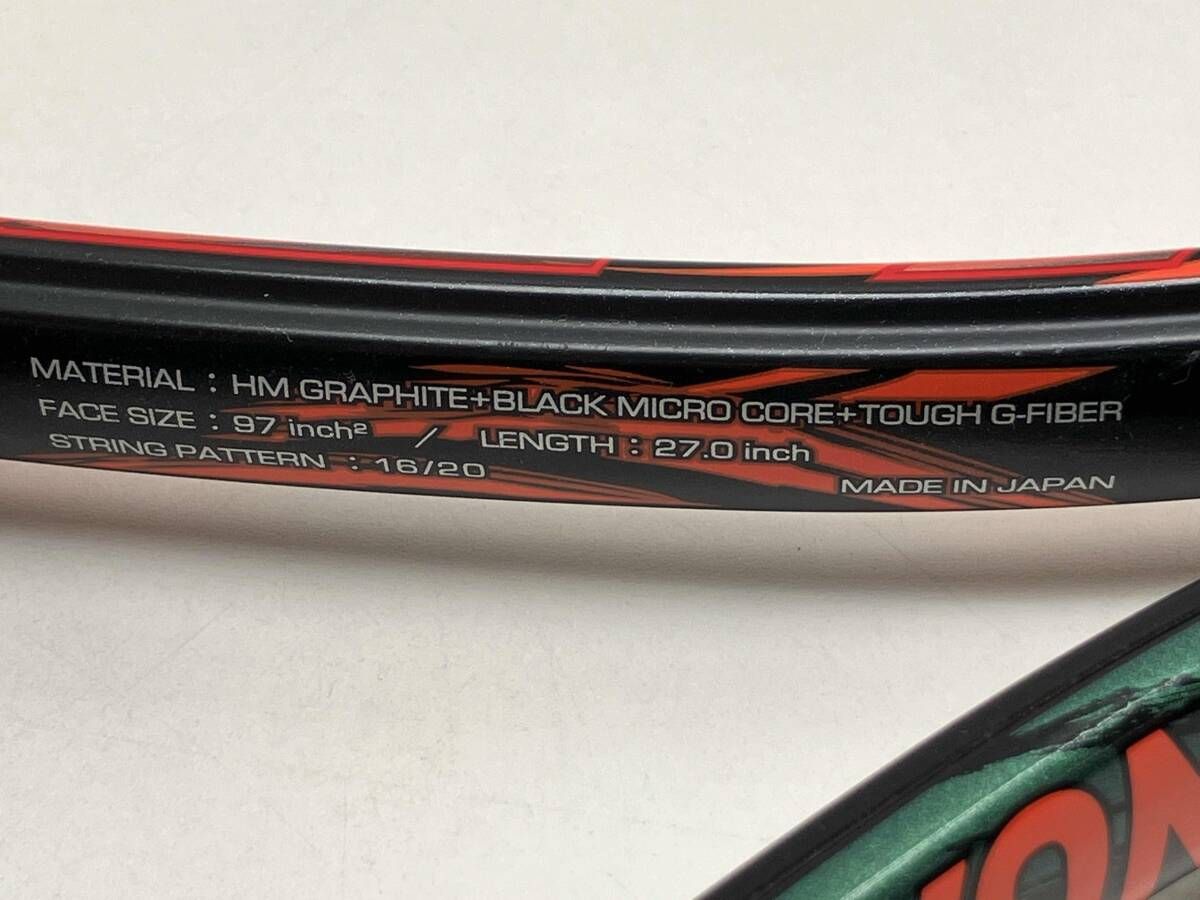 MATERIAL : HM GRAPHITE+BLACK MICRO CORE+TOUGH G-FIBER
FACE SIZE : 97 inch² / LENGTH : 27.0 inch
STRING PATTERN : 16/20
MADE IN JAPAN